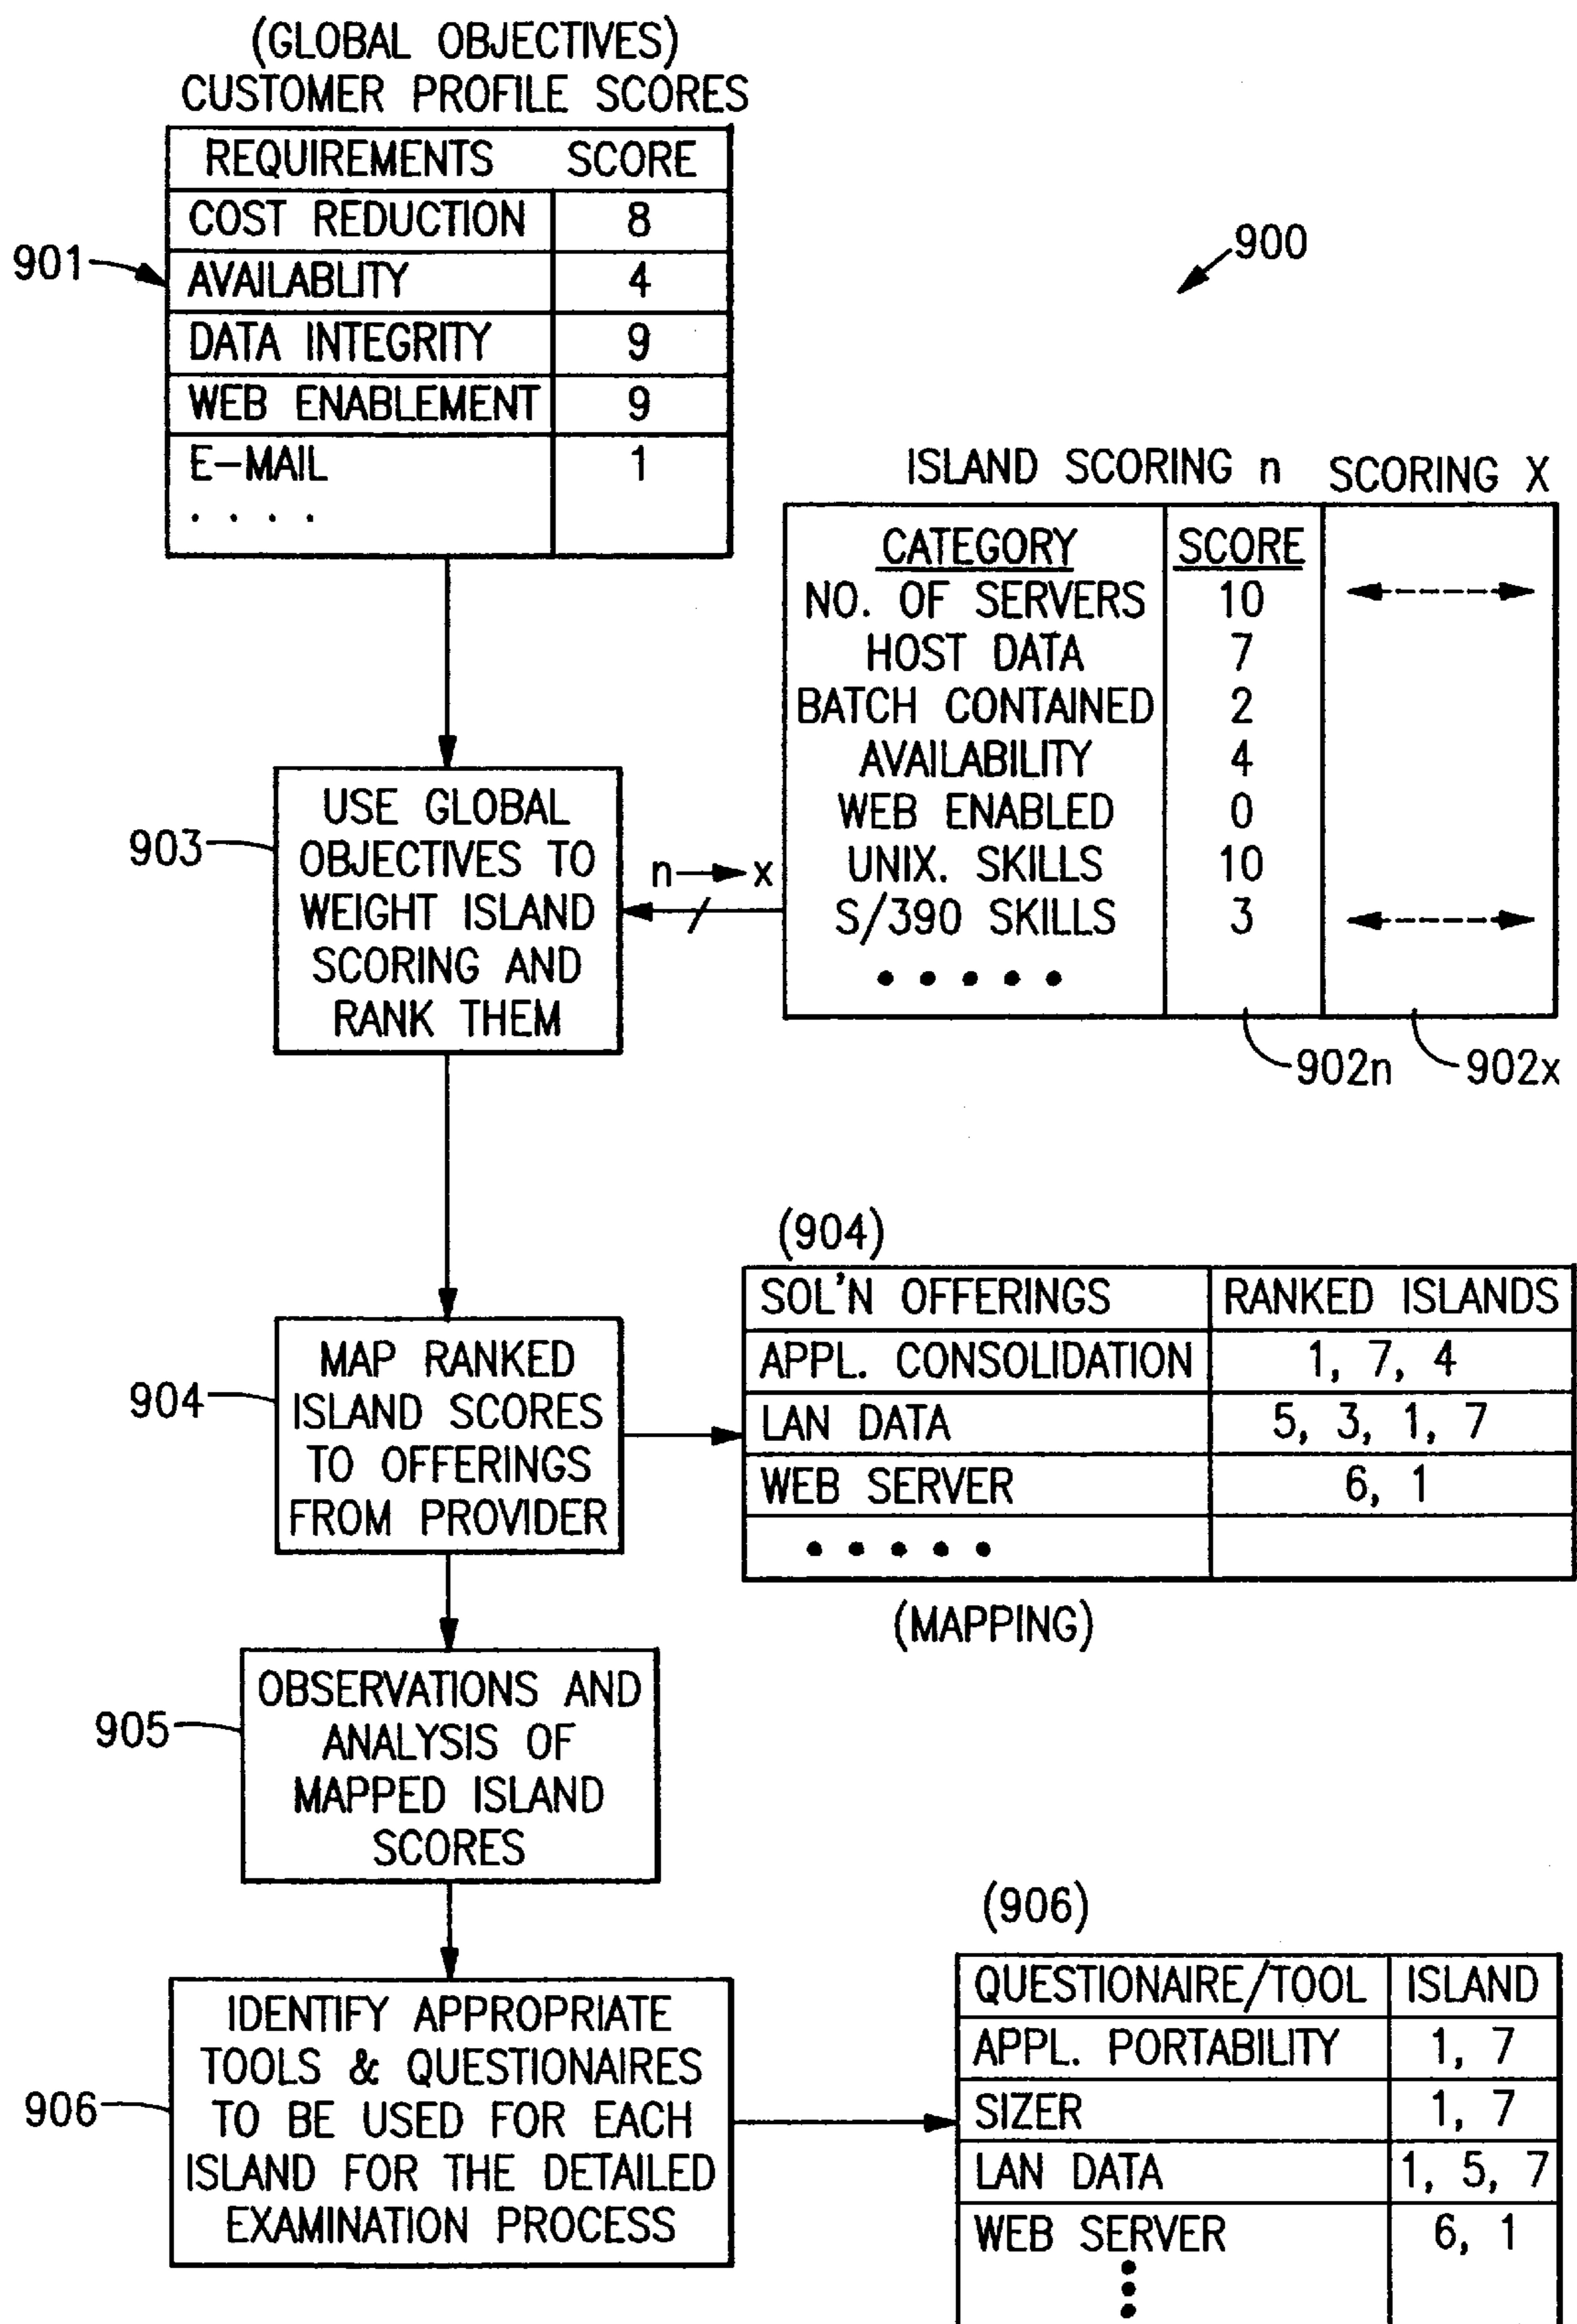 (GLOBAL OBJECTIVES)
CUSTOMER PROFILE SCORES
REQUIREMENTS SCORE
COST REDUCTION 8
901
AVAILABLITY 4
DATA INTEGRITY 9
WEB ENABLEMENT 9
E-MAIL 1
. . . .
900
ISLAND SCORING n SCORING X
CATEGORY SCORE
NO. OF SERVERS 10
HOST DATA 7
BATCH CONTAINED 2
AVAILABILITY 4
WEB ENABLED 0
UNIX. SKILLS 10
S/390 SKILLS 3
• • • • •
902n 902x
n → x
903
USE GLOBAL
OBJECTIVES TO
WEIGHT ISLAND
SCORING AND
RANK THEM
904
MAP RANKED
ISLAND SCORES
TO OFFERINGS
FROM PROVIDER
(904)
SOL'N OFFERINGS RANKED ISLANDS
APPL. CONSOLIDATION 1, 7, 4
LAN DATA 5, 3, 1, 7
WEB SERVER 6, 1
• • • • •
(MAPPING)
905
OBSERVATIONS AND
ANALYSIS OF
MAPPED ISLAND
SCORES
906
IDENTIFY APPROPRIATE
TOOLS & QUESTIONAIRES
TO BE USED FOR EACH
ISLAND FOR THE DETAILED
EXAMINATION PROCESS
(906)
QUESTIONAIRE/TOOL ISLAND
APPL. PORTABILITY 1, 7
SIZER 1, 7
LAN DATA 1, 5, 7
WEB SERVER 6, 1